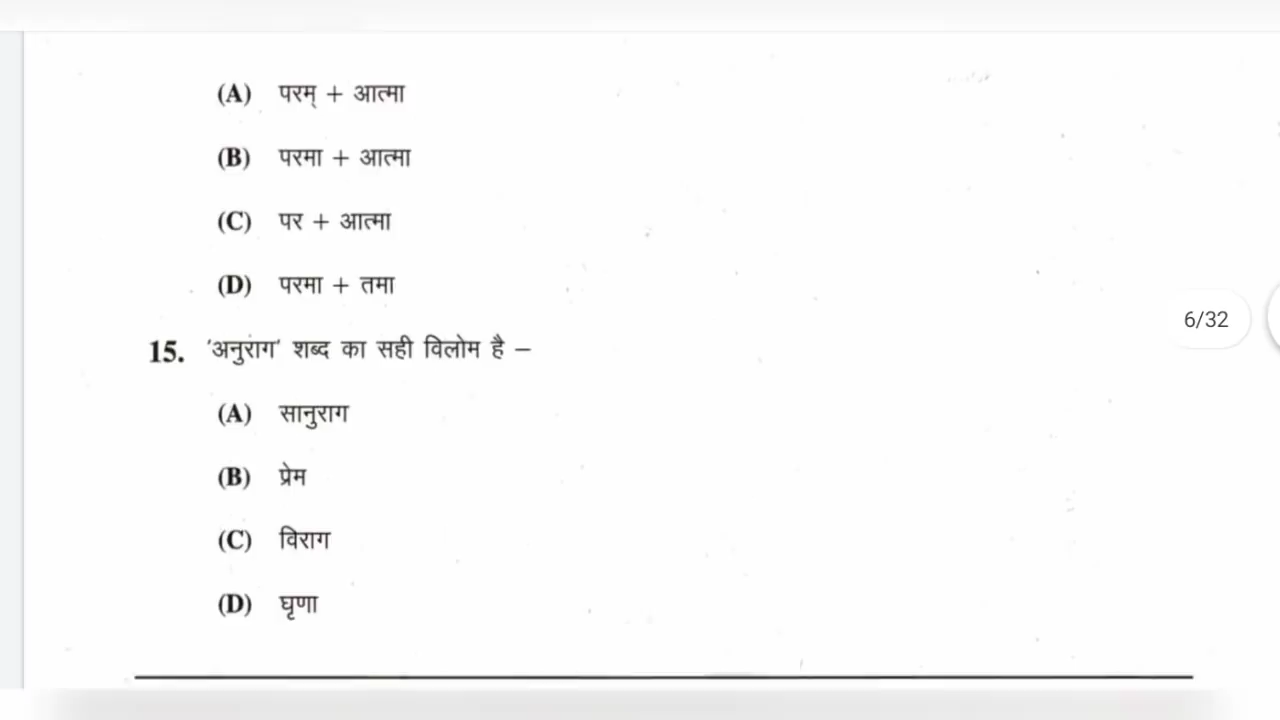 (A) परम् + आत्मा
(B) परमा + आत्मा
(C) पर + आत्मा
(D) परमा + तमा
6/32
15. 'अनुराग' शब्द का सही विलोम है –
(A) सानुराग
(B) प्रेम
(C) विराग
(D) घृणा